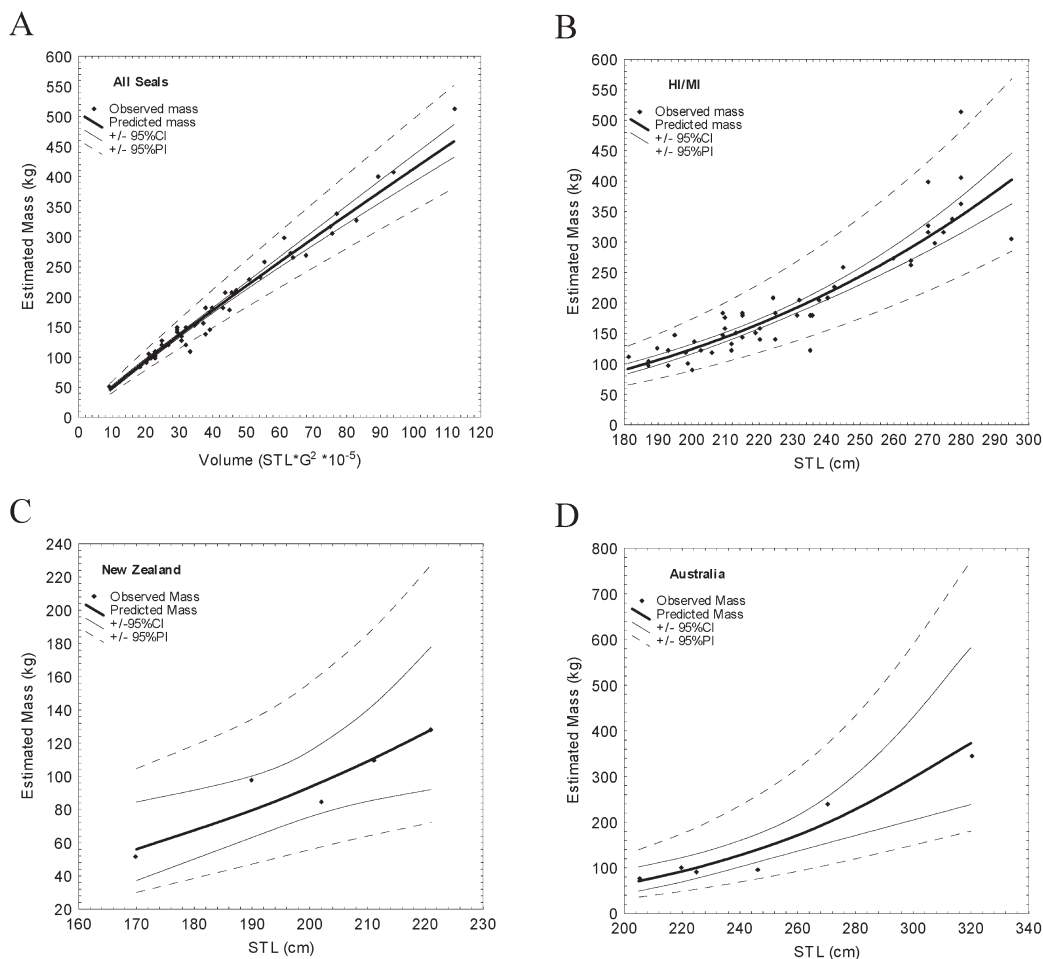 A
600
550
500
450
400
350
300
250
200
150
100
50
0
Estimated Mass (kg)
All Seals
Observed mass
Predicted mass
+/- 95%CI
+/- 95%PI
0 10 20 30 40 50 60 70 80 90 100 110 120
Volume (STL*G² *10⁻⁵)
B
600
550
500
450
400
350
300
250
200
150
100
50
0
Estimated Mass (kg)
HI/MI
Observed mass
Predicted mass
+/- 95%CI
+/- 95%PI
180 190 200 210 220 230 240 250 260 270 280 290 300
STL (cm)
C
240
220
200
180
160
140
120
100
80
60
40
20
Estimated Mass (kg)
New Zealand
Observed Mass
Predicted Mass
+/-95%CI
+/- 95%PI
160 170 180 190 200 210 220 230
STL (cm)
D
800
700
600
500
400
300
200
100
0
Estimated Mass (kg)
Australia
Observed Mass
Predicted Mass
+/- 95%CI
+/- 95%PI
200 220 240 260 280 300 320 340
STL (cm)